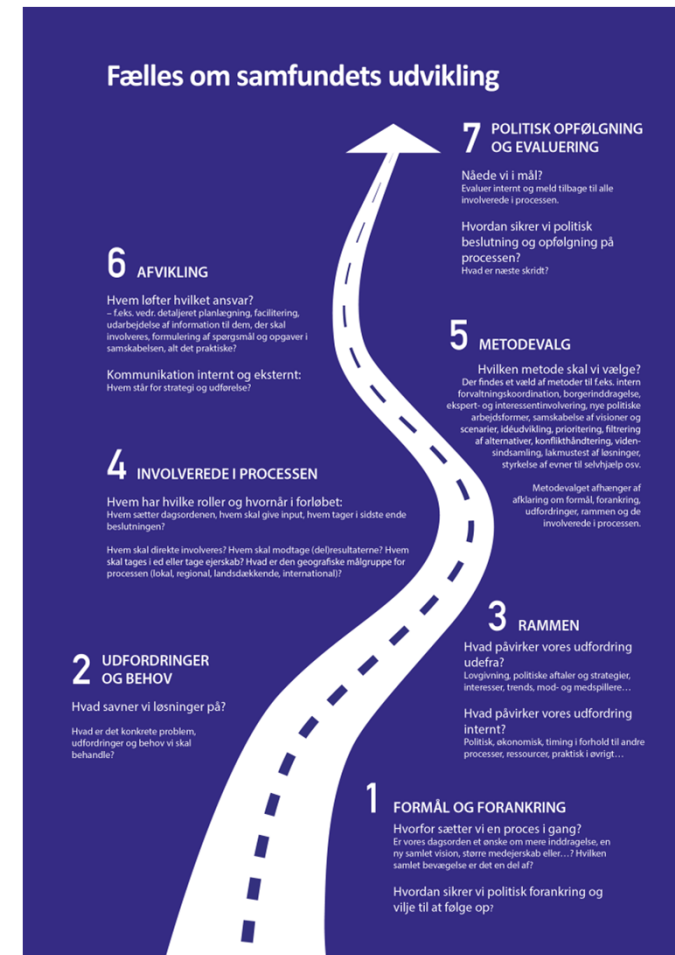 Fælles om samfundets udvikling
7 POLITISK OPFØLGNING
OG EVALUERING
Nåede vi i mål?
Evaluer internt og meld tilbage til alle
involverede i processen.
Hvordan sikrer vi politisk
beslutning og opfølgning på
processen?
Hvad er næste skridt?
6 AFVIKLING
Hvem løfter hvilket ansvar?
– f.eks. vedr. detaljeret planlægning, facilitering,
udarbejdelse af information til dem, der skal
involveres, formulering af spørgsmål og opgaver i
samskabelsen, alt det praktiske?
Kommunikation internt og eksternt:
Hvem står for strategi og udførelse?
5 METODEVALG
Hvilken metode skal vi vælge?
Der findes et væld af metoder til f.eks. intern
forvaltningskoordination, borgerinddragelse,
ekspert- og interessentinvolvering, nye politiske
arbejdsformer, samskabelse af visioner og
scenarier, idéudvikling, prioritering, filtrering
af alternativer, konflikthåndtering, viden-
sindsamling, lakmustest af løsninger,
styrkelse af evner til selvhjælp osv.
Metodevalget afhænger af
afklaring om formål, forankring,
udfordringer, rammen og de
involverede i processen.
4 INVOLVEREDE I PROCESSEN
Hvem har hvilke roller og hvornår i forløbet:
Hvem sætter dagsordenen, hvem skal give input, hvem tager i sidste ende
beslutningen?
Hvem skal direkte involveres? Hvem skal modtage (del)resultaterne? Hvem
skal tages i ed eller tage ejerskab? Hvad er den geografiske målgruppe for
processen (lokal, regional, landsdækkende, international)?
3 RAMMEN
Hvad påvirker vores udfordring
udefra?
Lovgivning, politiske aftaler og strategier,
interesser, trends, mod- og medspillere…
Hvad påvirker vores udfordring
internt?
Politisk, økonomisk, timing i forhold til andre
processer, ressourcer, praktisk i øvrigt…
2 UDFORDRINGER
OG BEHOV
Hvad savner vi løsninger på?
Hvad er det konkrete problem,
udfordringer og behov vi skal
behandle?
1 FORMÅL OG FORANKRING
Hvorfor sætter vi en proces i gang?
Er vores dagsorden et ønske om mere inddragelse, en
ny samlet vision, større medejerskab eller…? Hvilken
samlet bevægelse er det en del af?
Hvordan sikrer vi politisk forankring og
vilje til at følge op?